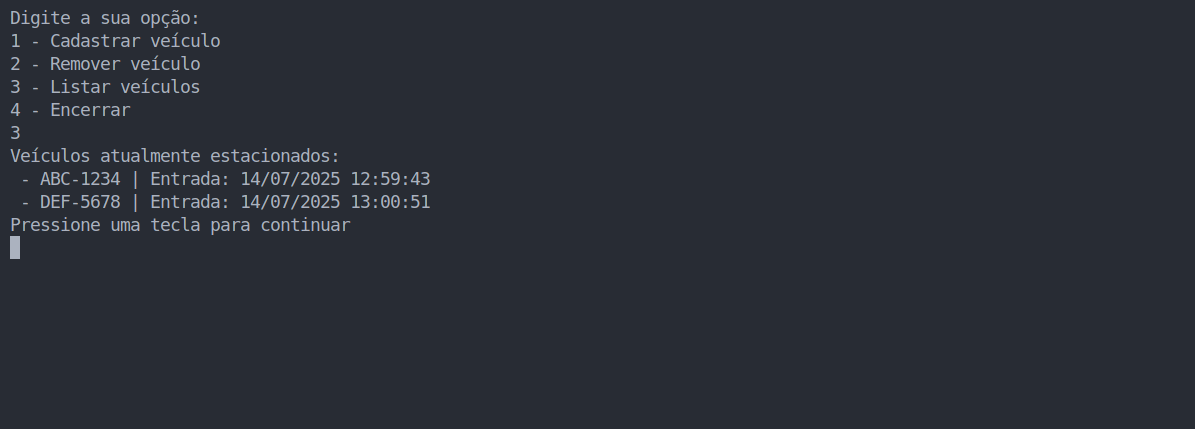 Digite a sua opção:
1 - Cadastrar veículo
2 - Remover veículo
3 - Listar veículos
4 - Encerrar
3
Veículos atualmente estacionados:
 - ABC-1234 | Entrada: 14/07/2025 12:59:43
 - DEF-5678 | Entrada: 14/07/2025 13:00:51
Pressione uma tecla para continuar